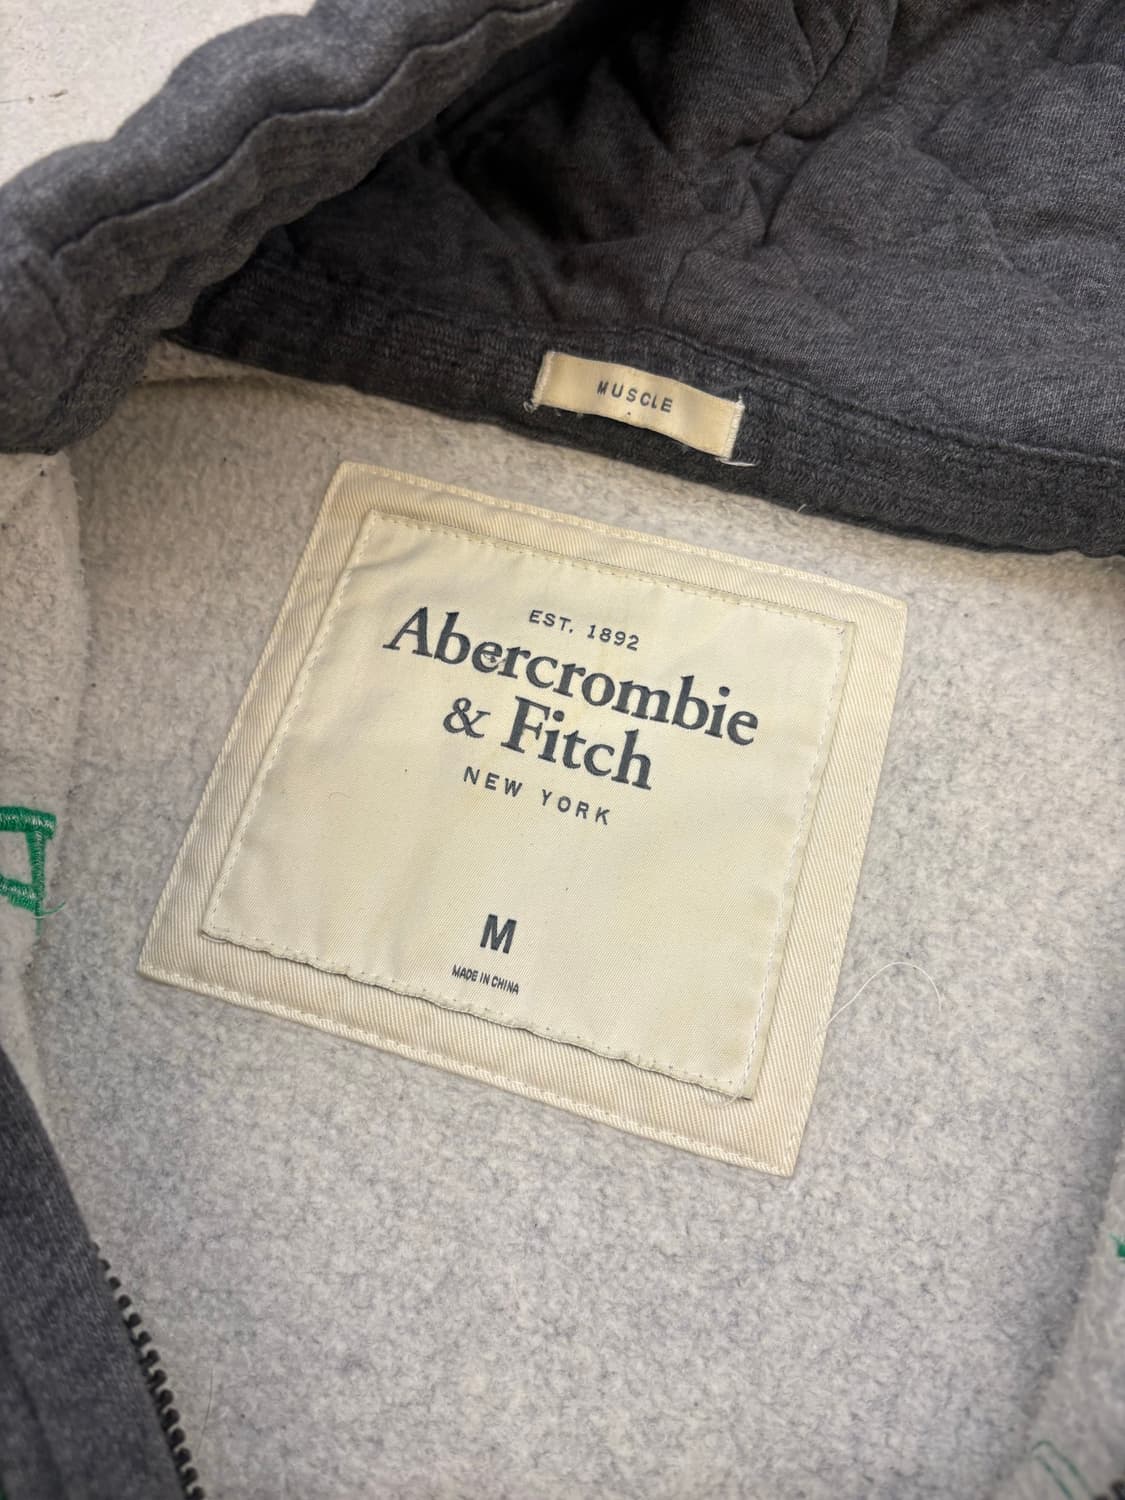 MUSCLE
EST. 1892
Abercrombie
& Fitch
NEW YORK
M
MADE IN CHINA